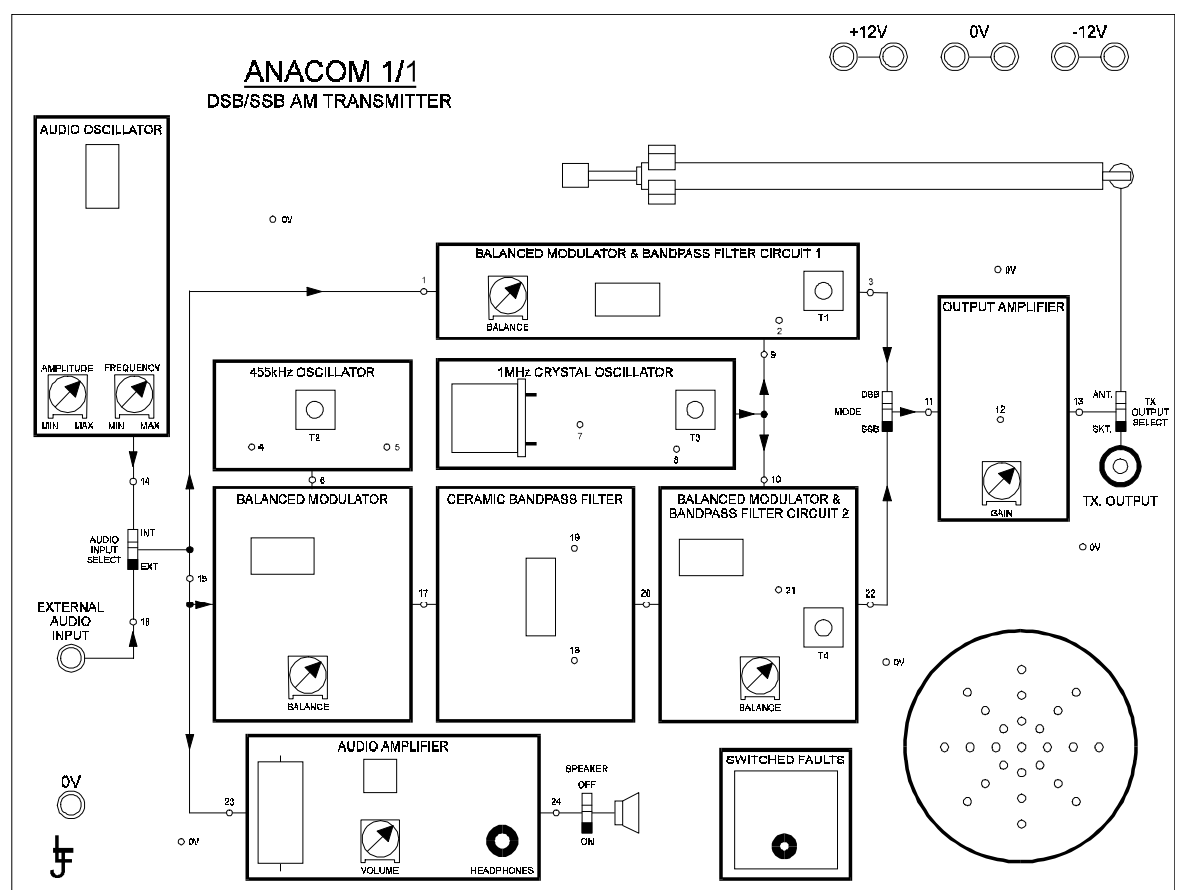 +12V
0V
-12V
ANACOM 1/1
DSB/SSB AM TRANSMITTER
AUDIO OSCILLATOR
0V
AMPLITUDE
FREQUENCY
MIN
MAX
MIN
MAX
BALANCED MODULATOR & BANDPASS FILTER CIRCUIT 1
1
BALANCE
2
T1
3
0V
OUTPUT AMPLIFIER
9
455kHz OSCILLATOR
T2
4
5
6
1MHz CRYSTAL OSCILLATOR
7
T3
8
10
DSB
MODE
SSB
11
12
GAIN
13
ANT.
SKT.
TX
OUTPUT
SELECT
TX. OUTPUT
0V
14
AUDIO
INPUT
SELECT
INT
EXT
15
16
EXTERNAL
AUDIO
INPUT
BALANCED MODULATOR
BALANCE
17
CERAMIC BANDPASS FILTER
19
18
20
BALANCED MODULATOR &
BANDPASS FILTER CIRCUIT 2
21
T4
BALANCE
22
0V
0V
0V
23
AUDIO AMPLIFIER
VOLUME
HEADPHONES
24
SPEAKER
OFF
ON
SWITCHED FAULTS